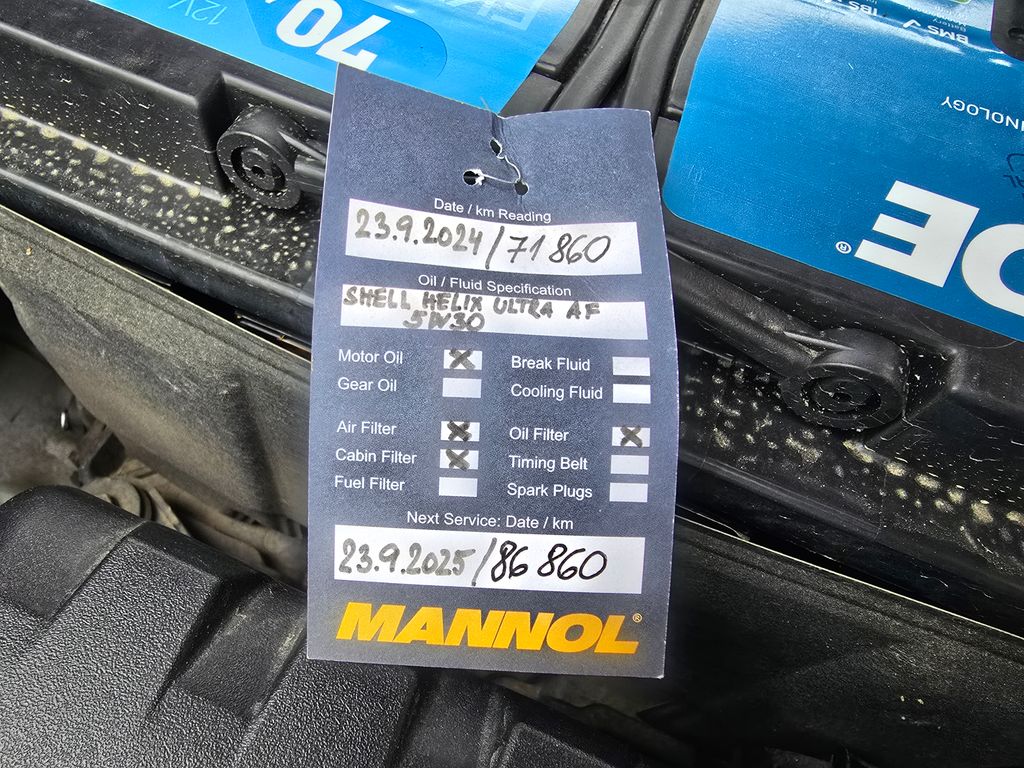 12V
70
BMS
IBS
®
DE
Date / km Reading
23.9.2024/71 860
Oil / Fluid Specification
SHELL HELIX ULTRA AF
5W30
Motor Oil X
Break Fluid
Gear Oil
Cooling Fluid
Air Filter X
Oil Filter X
Cabin Filter X
Timing Belt
Fuel Filter
Spark Plugs
Next Service: Date / km
23.9.2025/86 860
MANNOL®